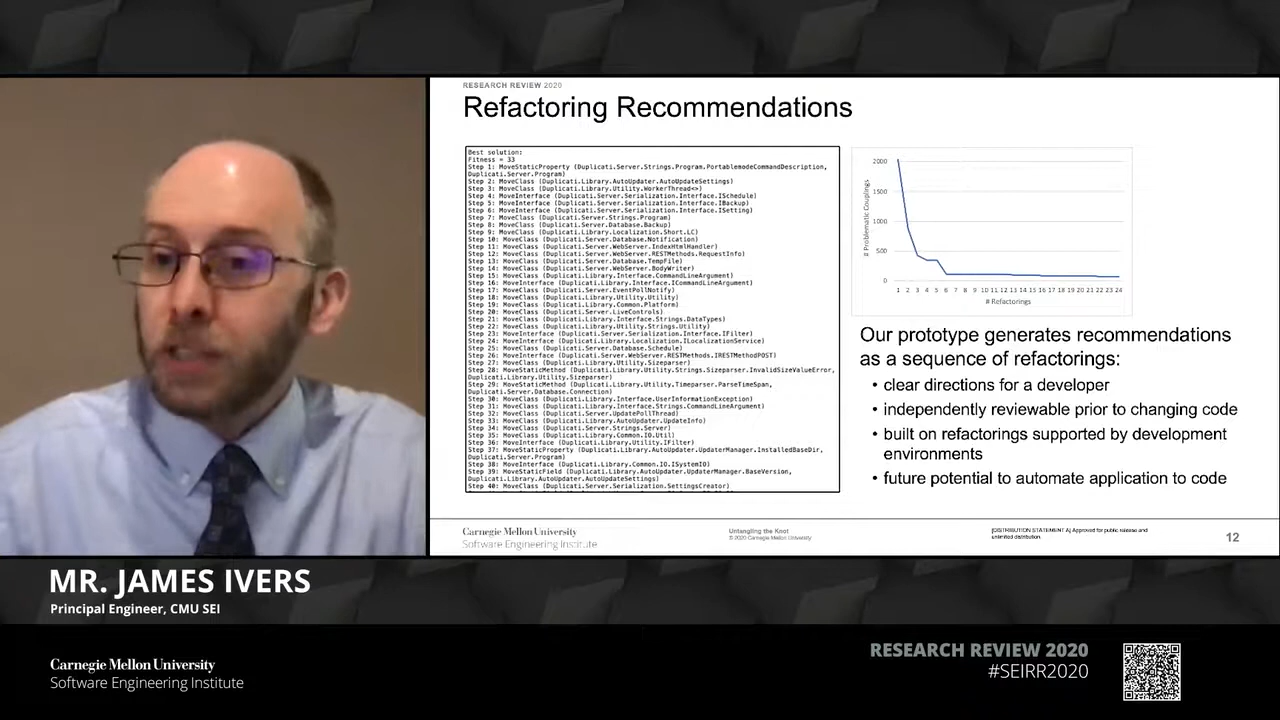 RESEARCH REVIEW 2020
Refactoring Recommendations
Best solution:
Fitness = 33
Step 1: MoveStaticProperty (Duplicati.Server.Strings.Program.PortablemodeCommandDescription,
Duplicati.Server.Program)
Step 2: MoveClass (Duplicati.Library.AutoUpdater.AutoUpdateSettings)
Step 3: MoveClass (Duplicati.Library.Utility.WorkerThread<>)
Step 4: MoveInterface (Duplicati.Server.Serialization.Interface.ISchedule)
Step 5: MoveInterface (Duplicati.Server.Serialization.Interface.IBackup)
Step 6: MoveInterface (Duplicati.Server.Serialization.Interface.ISetting)
Step 7: MoveClass (Duplicati.Server.Strings.Program)
Step 8: MoveClass (Duplicati.Server.Database.Backup)
Step 9: MoveClass (Duplicati.Library.Localization.Short.LC)
Step 10: MoveClass (Duplicati.Server.Database.Notification)
Step 11: MoveClass (Duplicati.Server.WebServer.IndexHtmlHandler)
Step 12: MoveClass (Duplicati.Server.WebServer.RESTMethods.RequestInfo)
Step 13: MoveClass (Duplicati.Server.Database.TempFile)
Step 14: MoveClass (Duplicati.Server.WebServer.BodyWriter)
Step 15: MoveClass (Duplicati.Library.Interface.CommandLineArgument)
Step 16: MoveInterface (Duplicati.Library.Interface.ICommandLineArgument)
Step 17: MoveClass (Duplicati.Server.EventPollNotify)
Step 18: MoveClass (Duplicati.Library.Utility.Utility)
Step 19: MoveClass (Duplicati.Library.Common.Platform)
Step 20: MoveClass (Duplicati.Server.LiveControls)
Step 21: MoveClass (Duplicati.Library.Interface.Strings.DataTypes)
Step 22: MoveClass (Duplicati.Library.Utility.Strings.Utility)
Step 23: MoveInterface (Duplicati.Server.Serialization.Interface.IFilter)
Step 24: MoveInterface (Duplicati.Library.Localization.ILocalizationService)
Step 25: MoveClass (Duplicati.Server.Database.Schedule)
Step 26: MoveInterface (Duplicati.Server.WebServer.RESTMethods.IRESTMethodPOST)
Step 27: MoveClass (Duplicati.Library.Utility.Sizeparser)
Step 28: MoveStaticMethod (Duplicati.Library.Utility.Strings.Sizeparser.InvalidSizeValueError,
Duplicati.Library.Utility.Sizeparser)
Step 29: MoveStaticMethod (Duplicati.Library.Utility.Timeparser.ParseTimeSpan,
Duplicati.Server.Database.Connection)
Step 30: MoveClass (Duplicati.Library.Interface.UserInformationException)
Step 31: MoveClass (Duplicati.Library.Interface.Strings.CommandLineArgument)
Step 32: MoveClass (Duplicati.Server.UpdatePollThread)
Step 33: MoveClass (Duplicati.Library.AutoUpdater.UpdateInfo)
Step 34: MoveClass (Duplicati.Server.Strings.Server)
Step 35: MoveClass (Duplicati.Library.Common.IO.Util)
Step 36: MoveInterface (Duplicati.Library.Utility.IFilter)
Step 37: MoveStaticProperty (Duplicati.Library.AutoUpdater.UpdaterManager.InstalledBaseDir,
Duplicati.Server.Program)
Step 38: MoveInterface (Duplicati.Library.Common.IO.ISystemIO)
Step 39: MoveStaticField (Duplicati.Library.AutoUpdater.UpdaterManager.BaseVersion,
Duplicati.Library.AutoUpdater.AutoUpdateSettings)
Step 40: MoveClass (Duplicati.Server.Serialization.SettingsCreator)
# Problematic Couplings
2000
1500
1000
500
0
1 2 3 4 5 6 7 8 9 10 11 12 13 14 15 16 17 18 19 20 21 22 23 24
# Refactorings
Our prototype generates recommendations
as a sequence of refactorings:
• clear directions for a developer
• independently reviewable prior to changing code
• built on refactorings supported by development
environments
• future potential to automate application to code
Carnegie Mellon University
Software Engineering Institute
Untangling the Knot
© 2020 Carnegie Mellon University
[DISTRIBUTION STATEMENT A] Approved for public release and
unlimited distribution.
12
MR. JAMES IVERS
Principal Engineer, CMU SEI
Carnegie Mellon University
Software Engineering Institute
RESEARCH REVIEW 2020
#SEIRR2020